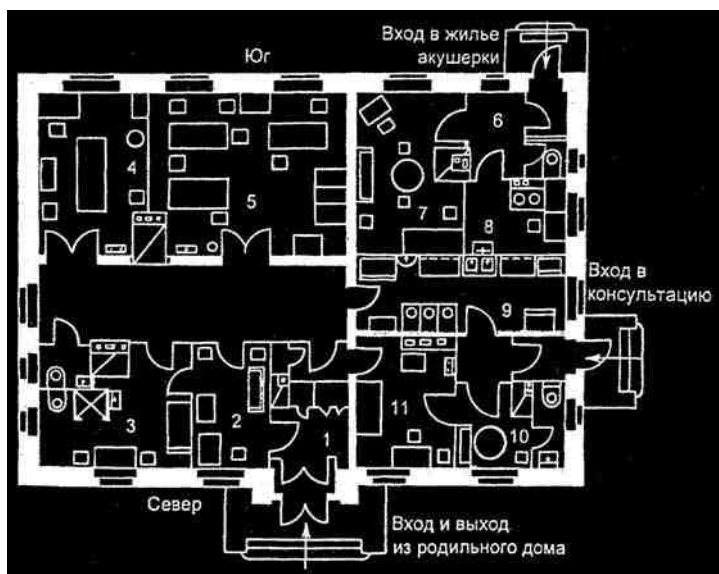 Вход в жилье
акушерки
Юг
6
4
5
7
8
Вход в
консультацию
9
11
3
2
1
10
Север
Вход и выход
из родильного дома